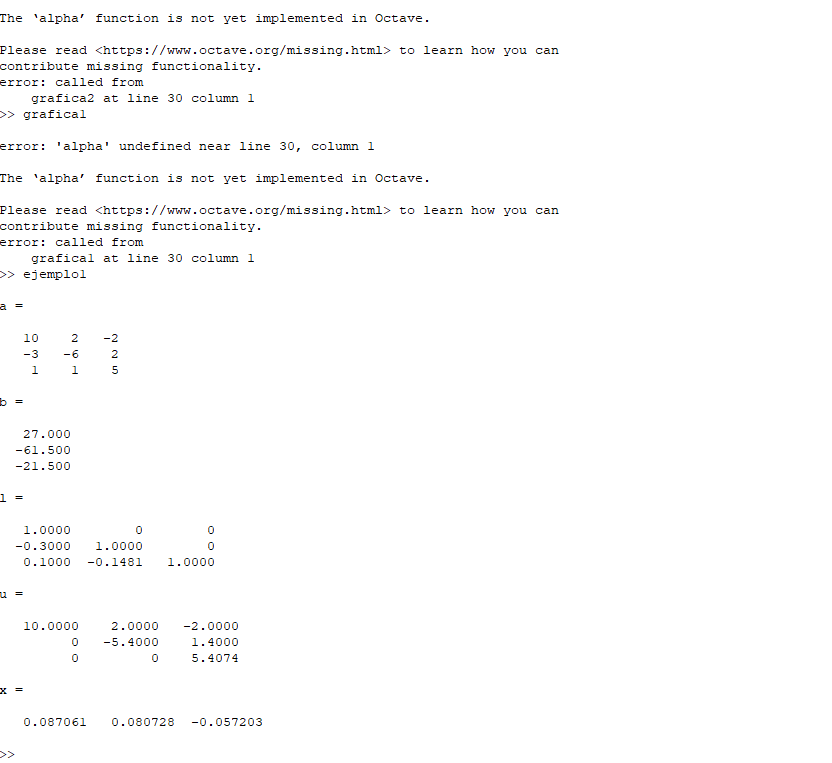 The ‘alpha’ function is not yet implemented in Octave.
Please read <https://www.octave.org/missing.html> to learn how you can
contribute missing functionality.
error: called from
    grafica2 at line 30 column 1
>> grafica1
error: 'alpha' undefined near line 30, column 1
The ‘alpha’ function is not yet implemented in Octave.
Please read <https://www.octave.org/missing.html> to learn how you can
contribute missing functionality.
error: called from
    grafica1 at line 30 column 1
>> ejemplo1
a =
   10    2   -2
   -3   -6    2
    1    1    5
b =
   27.000
  -61.500
  -21.500
l =
   1.0000        0        0
  -0.3000   1.0000        0
   0.1000  -0.1481   1.0000
u =
   10.0000    2.0000   -2.0000
         0   -5.4000    1.4000
         0         0    5.4074
x =
   0.087061   0.080728  -0.057203
>>